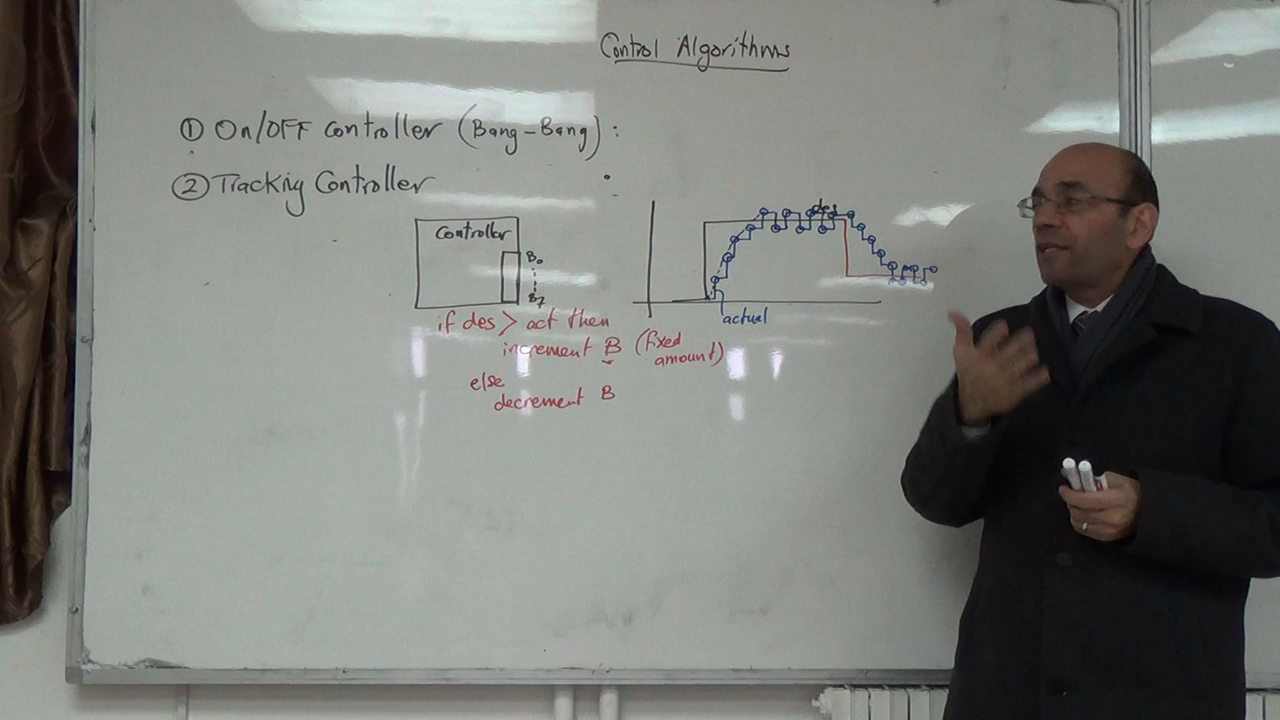 Control Algorithms
① On/OFF Controller (Bang-Bang) :
② Tracking Controller :
Controller
B0
B7
des
actual
if des > act then
increment B (fixed amount)
else
decrement B